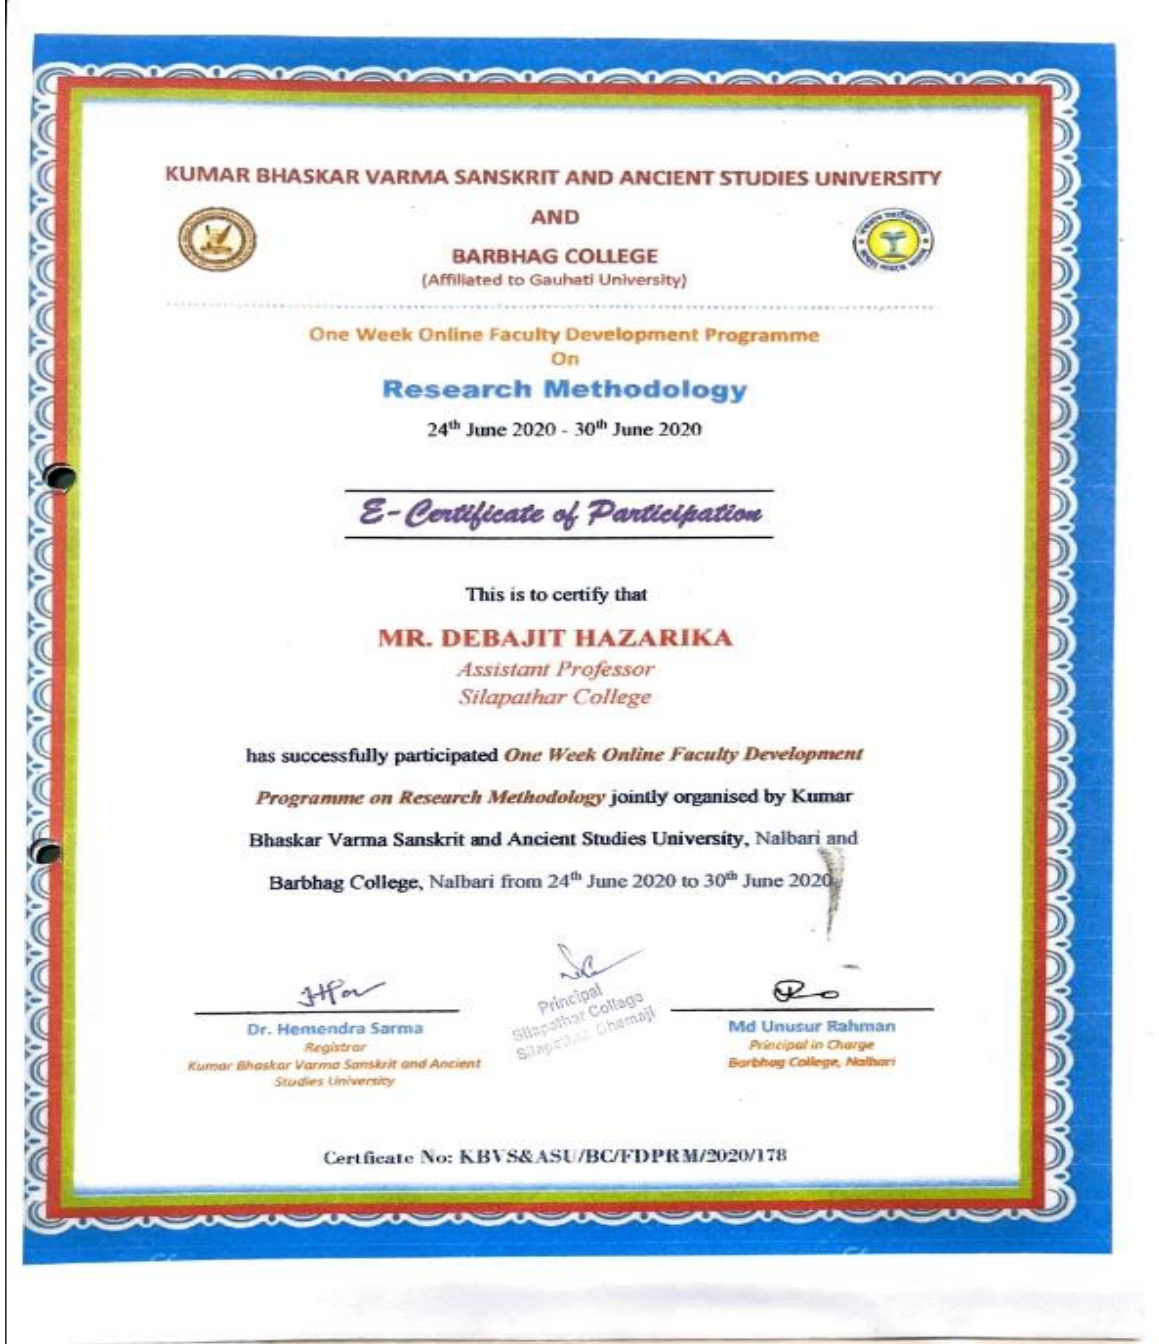 KUMAR BHASKAR VARMA SANSKRIT AND ANCIENT STUDIES UNIVERSITY
AND
BARBHAG COLLEGE
(Affiliated to Gauhati University)
One Week Online Faculty Development Programme
On
Research Methodology
24th June 2020 - 30th June 2020
E-Certificate of Participation
This is to certify that
MR. DEBAJIT HAZARIKA
Assistant Professor
Silapathar College
has successfully participated One Week Online Faculty Development
Programme on Research Methodology jointly organised by Kumar
Bhaskar Varma Sanskrit and Ancient Studies University, Nalbari and
Barbhag College, Nalbari from 24th June 2020 to 30th June 2020
Principal
Silapathar College
Silapathar, Dhemaji
Dr. Hemendra Sarma
Registrar
Kumar Bhaskar Varma Sanskrit and Ancient
Studies University
Md Unusur Rahman
Principal in Charge
Barbhag College, Nalbari
Certficate No: KBVS&ASU/BC/FDPRM/2020/178